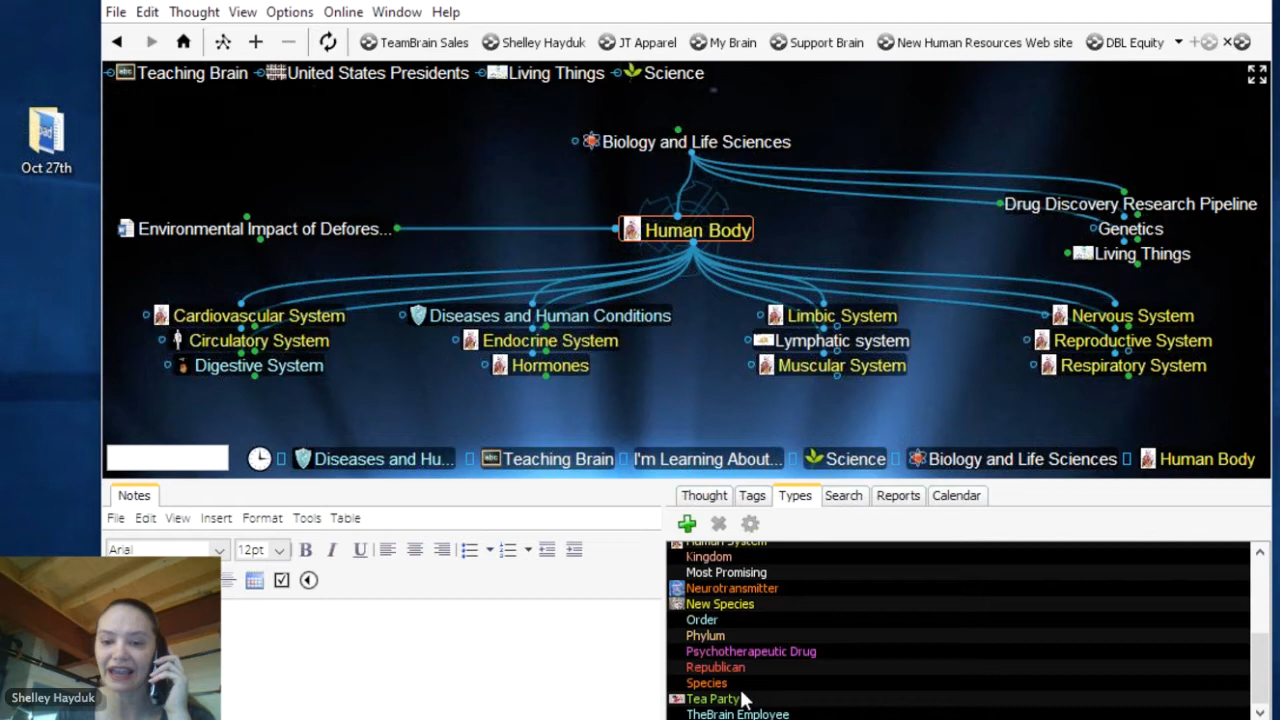 File Edit Thought View Options Online Window Help
TeamBrain Sales Shelley Hayduk JT Apparel My Brain Support Brain New Human Resources Web site DBL Equity
Teaching Brain United States Presidents Living Things Science
Oct 27th
Biology and Life Sciences
Drug Discovery Research Pipeline
Environmental Impact of Defores... Human Body Genetics
Living Things
Cardiovascular System Diseases and Human Conditions Limbic System Nervous System
Circulatory System Endocrine System Lymphatic system Reproductive System
Digestive System Hormones Muscular System Respiratory System
Diseases and Hu... Teaching Brain I'm Learning About... Science Biology and Life Sciences Human Body
Notes
File Edit View Insert Format Tools Table
Arial 12pt B I U
Thought Tags Types Search Reports Calendar
Human System
Kingdom
Most Promising
Neurotransmitter
New Species
Order
Phylum
Psychotherapeutic Drug
Republican
Species
Tea Party
TheBrain Employee
Shelley Hayduk